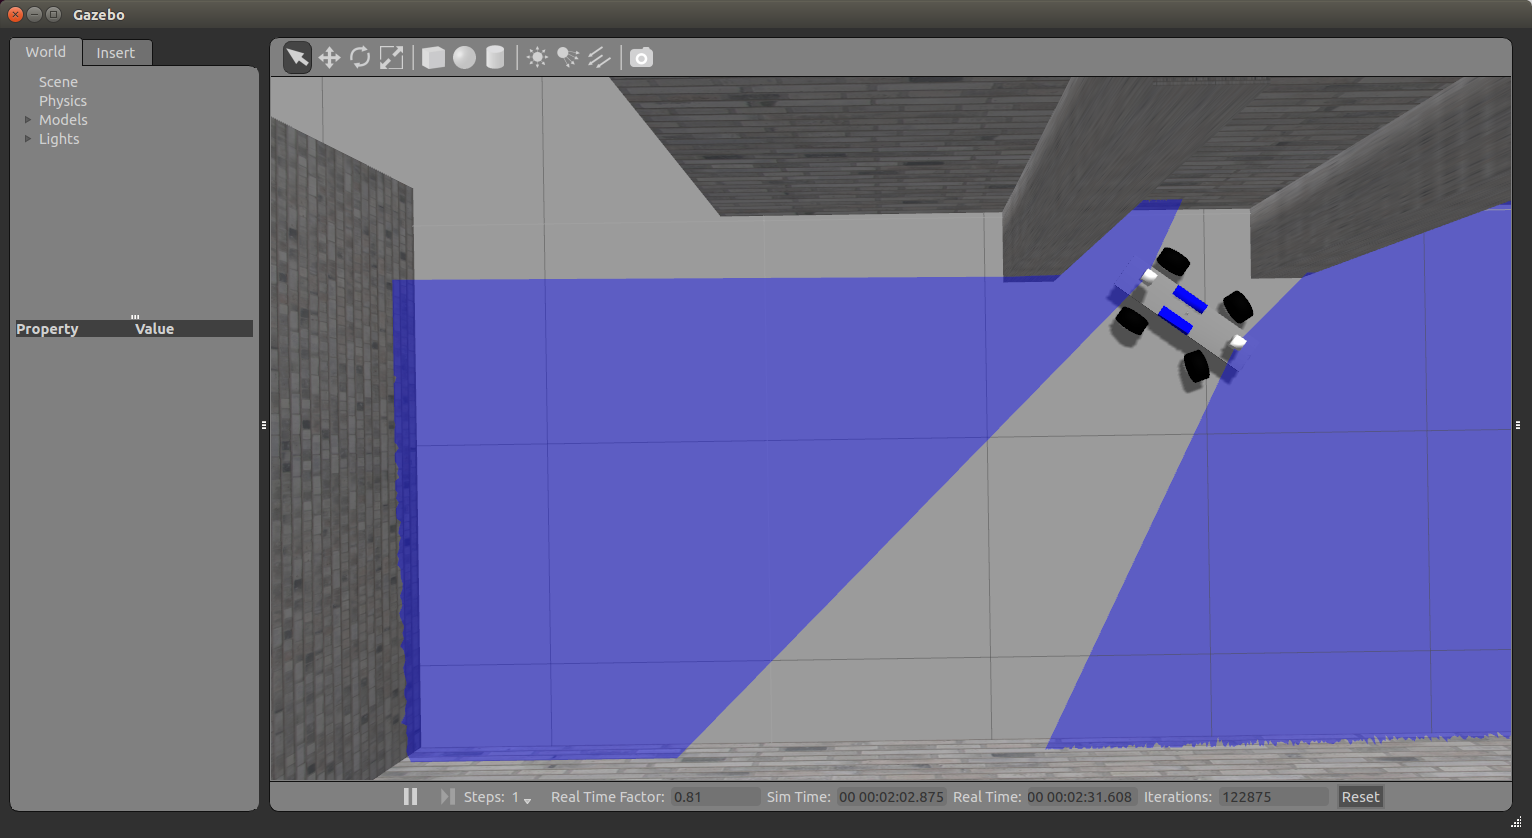 Gazebo
World Insert
Scene
Physics
Models
Lights
Property Value
Steps: 1 Real Time Factor: 0.81 Sim Time: 00 00:02:02.875 Real Time: 00 00:02:31.608 Iterations: 122875 Reset